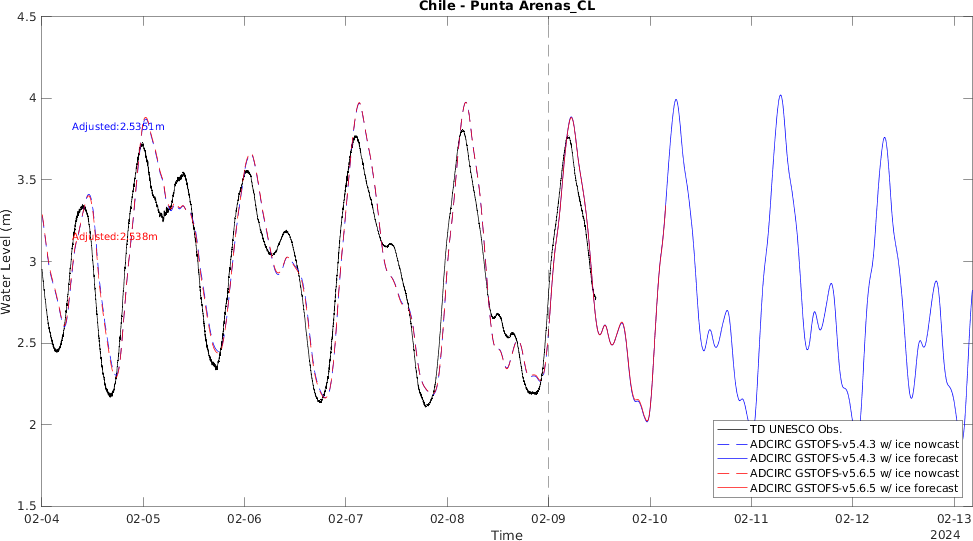 Chile - Punta Arenas_CL
4.5
4
3.5
3
2.5
2
1.5
Water Level (m)
Adjusted:2.5351m
Adjusted:2.538m
TD UNESCO Obs.
ADCIRC GSTOFS-v5.4.3 w/ ice nowcast
ADCIRC GSTOFS-v5.4.3 w/ ice forecast
ADCIRC GSTOFS-v5.6.5 w/ ice nowcast
ADCIRC GSTOFS-v5.6.5 w/ ice forecast
02-04 02-05 02-06 02-07 02-08 02-09 02-10 02-11 02-12 02-13
Time
2024